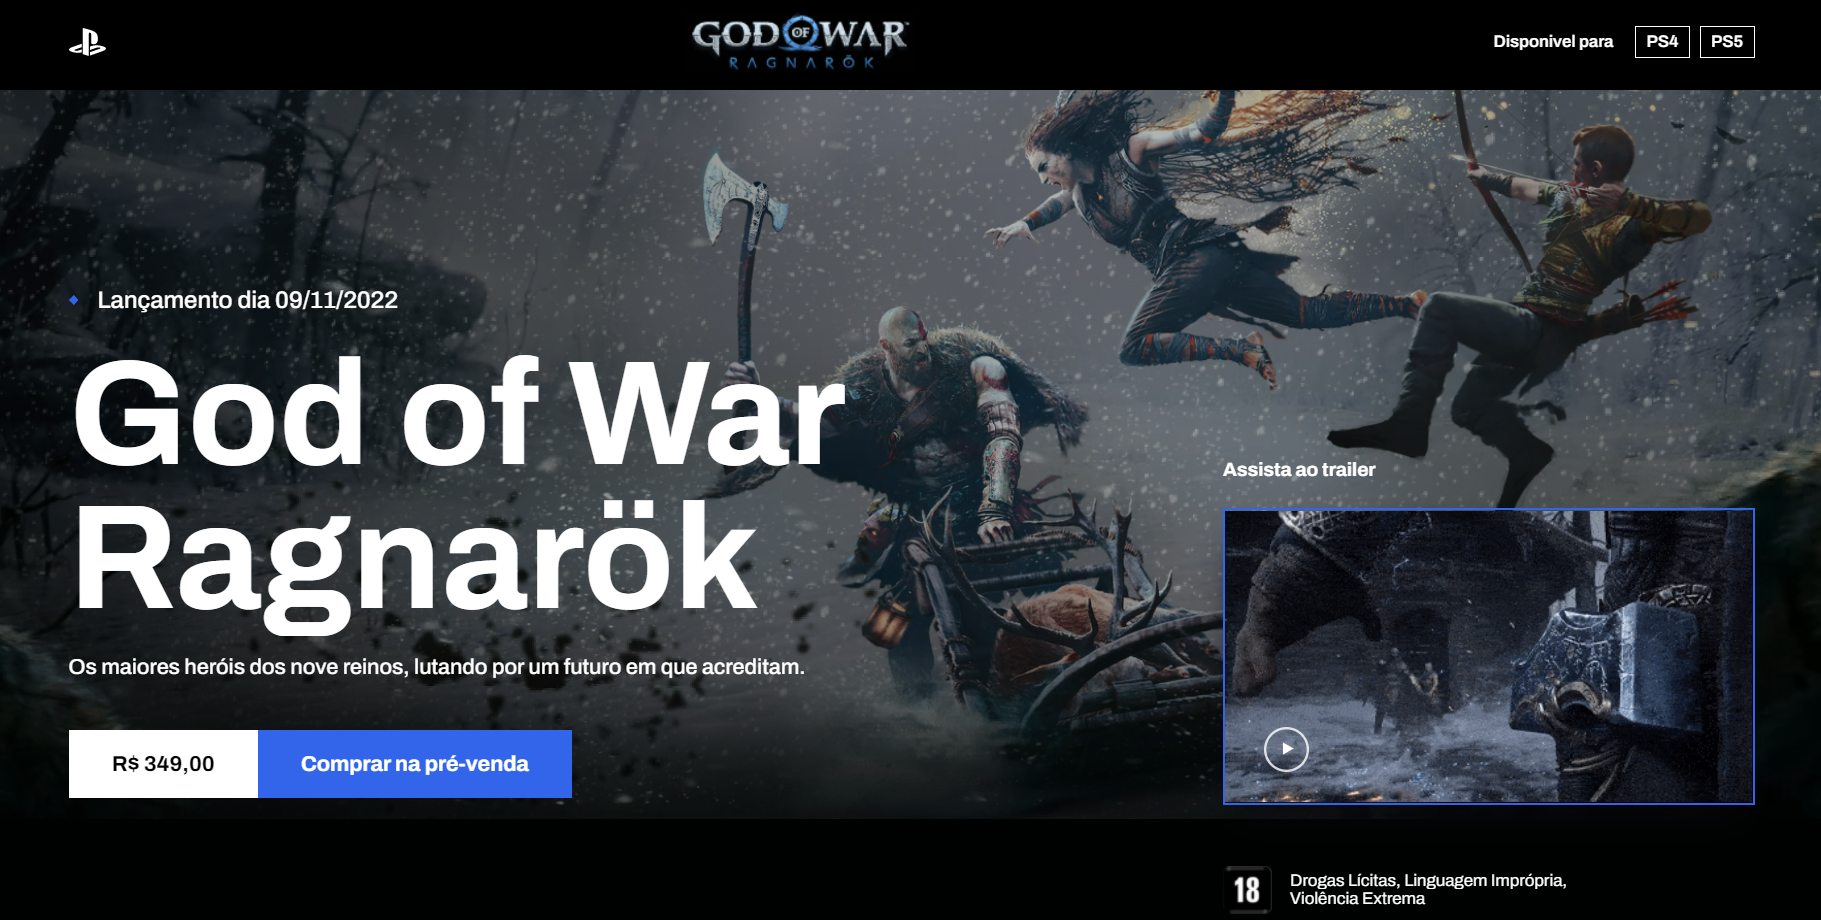 GOD OF WAR
RAGNARÖK
Disponivel para
PS4
PS5
Lançamento dia 09/11/2022
God of War
Ragnarök
Os maiores heróis dos nove reinos, lutando por um futuro em que acreditam.
R$ 349,00
Comprar na pré-venda
Assista ao trailer
18
Drogas Lícitas, Linguagem Imprópria,
Violência Extrema